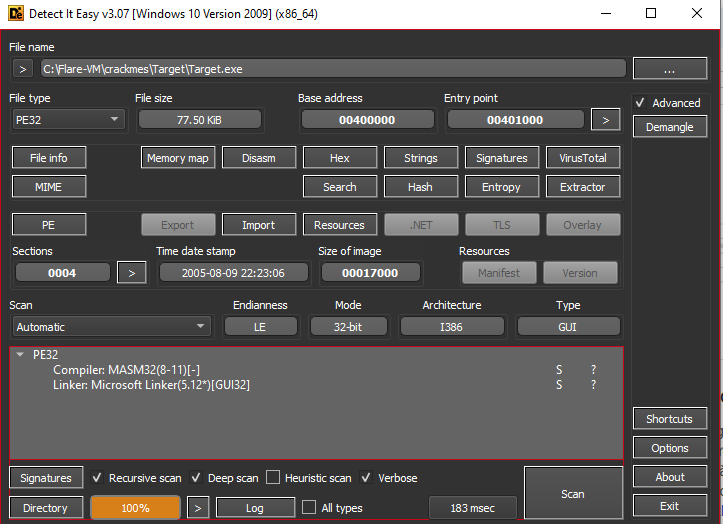 Detect It Easy v3.07 [Windows 10 Version 2009] (x86_64)
File name
> C:\Flare-VM\crackmes\Target\Target.exe ...
File type File size Base address Entry point Advanced
PE32 77.50 KiB 00400000 00401000 > Demangle
File info Memory map Disasm Hex Strings Signatures VirusTotal
MIME Search Hash Entropy Extractor
PE Export Import Resources .NET TLS Overlay
Sections Time date stamp Size of image Resources
0004 > 2005-08-09 22:23:06 00017000 Manifest Version
Scan Endianness Mode Architecture Type
Automatic LE 32-bit I386 GUI
PE32
Compiler: MASM32(8-11)[-] S ?
Linker: Microsoft Linker(5.12*)[GUI32] S ?
Shortcuts
Options
Signatures Recursive scan Deep scan Heuristic scan Verbose Scan About
Directory 100% > Log All types 183 msec Exit